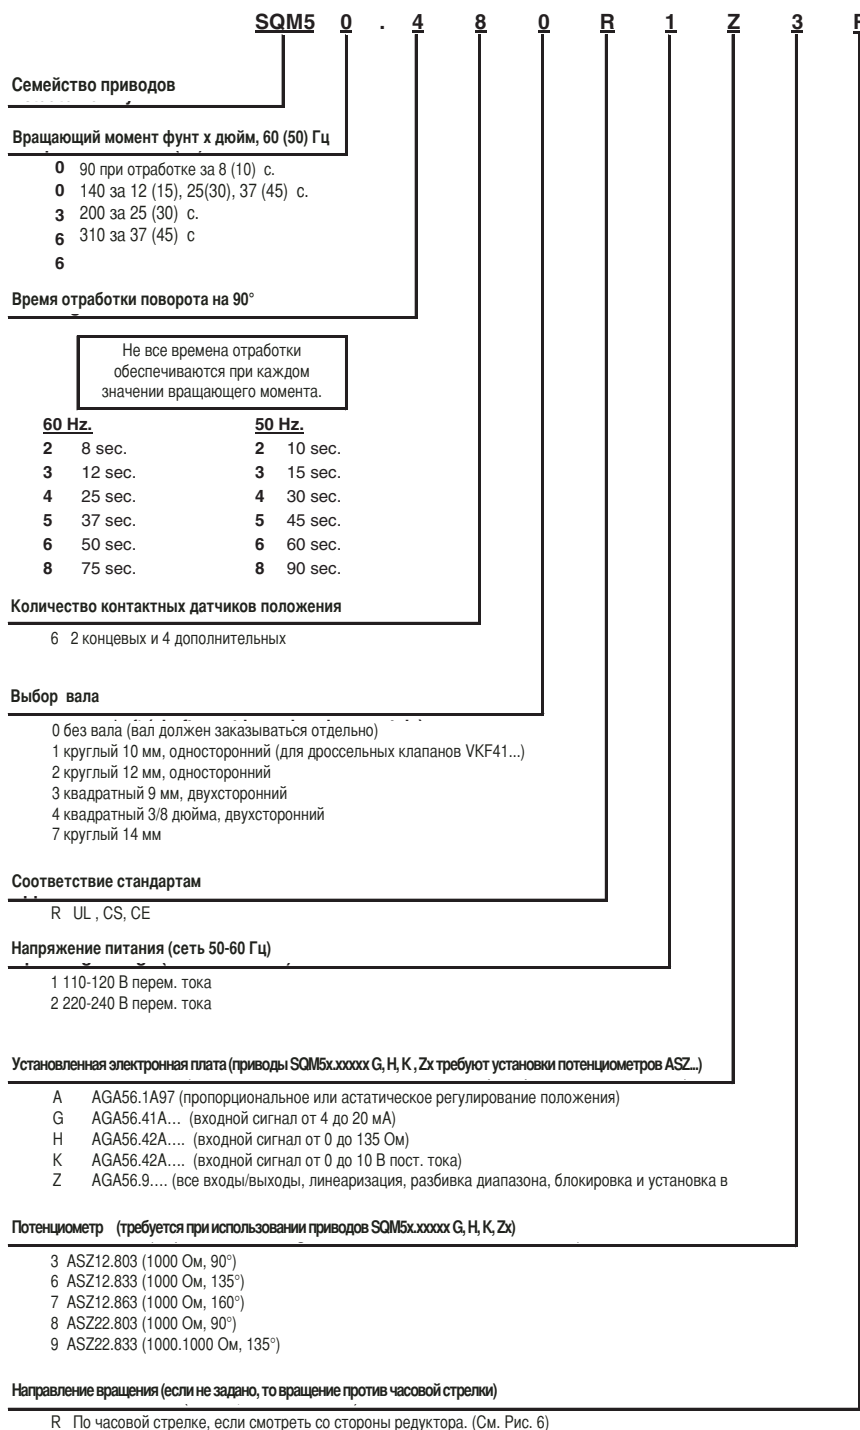 SQM5 0 . 4 8 0 R 1 Z 3 R
Семейство приводов
Вращающий момент фунт х дюйм, 60 (50) Гц
0 90 при отработке за 8 (10) с.
0 140 за 12 (15), 25(30), 37 (45) с.
3 200 за 25 (30) с.
6 310 за 37 (45) с
6
Время отработки поворота на 90°
Не все времена отработки
обеспечиваются при каждом
значении вращающего момента.
60 Hz. 50 Hz.
2 8 sec. 2 10 sec.
3 12 sec. 3 15 sec.
4 25 sec. 4 30 sec.
5 37 sec. 5 45 sec.
6 50 sec. 6 60 sec.
8 75 sec. 8 90 sec.
Количество контактных датчиков положения
6 2 концевых и 4 дополнительных
Выбор вала
0 без вала (вал должен заказываться отдельно)
1 круглый 10 мм, односторонний (для дроссельных клапанов VKF41...)
2 круглый 12 мм, односторонний
3 квадратный 9 мм, двухсторонний
4 квадратный 3/8 дюйма, двухсторонний
7 круглый 14 мм
Соответствие стандартам
R UL , CS, CE
Напряжение питания (сеть 50-60 Гц)
1 110-120 В перем. тока
2 220-240 В перем. тока
Установленная электронная плата (приводы SQM5x.xxxxx G, H, K , Zx требуют установки потенциометров ASZ...)
A AGA56.1A97 (пропорциональное или астатическое регулирование положения)
G AGA56.41A… (входной сигнал от 4 до 20 мА)
H AGA56.42A…. (входной сигнал от 0 до 135 Ом)
K AGA56.42A…. (входной сигнал от 0 до 10 В пост. тока)
Z AGA56.9…. (все входы/выходы, линеаризация, разбивка диапазона, блокировка и установка в
Потенциометр (требуется при использовании приводов SQM5x.xxxxx G, H, K, Zx)
3 ASZ12.803 (1000 Ом, 90°)
6 ASZ12.833 (1000 Ом, 135°)
7 ASZ12.863 (1000 Ом, 160°)
8 ASZ22.803 (1000 Ом, 90°)
9 ASZ22.833 (1000.1000 Ом, 135°)
Направление вращения (если не задано, то вращение против часовой стрелки)
R По часовой стрелке, если смотреть со стороны редуктора. (См. Рис. 6)